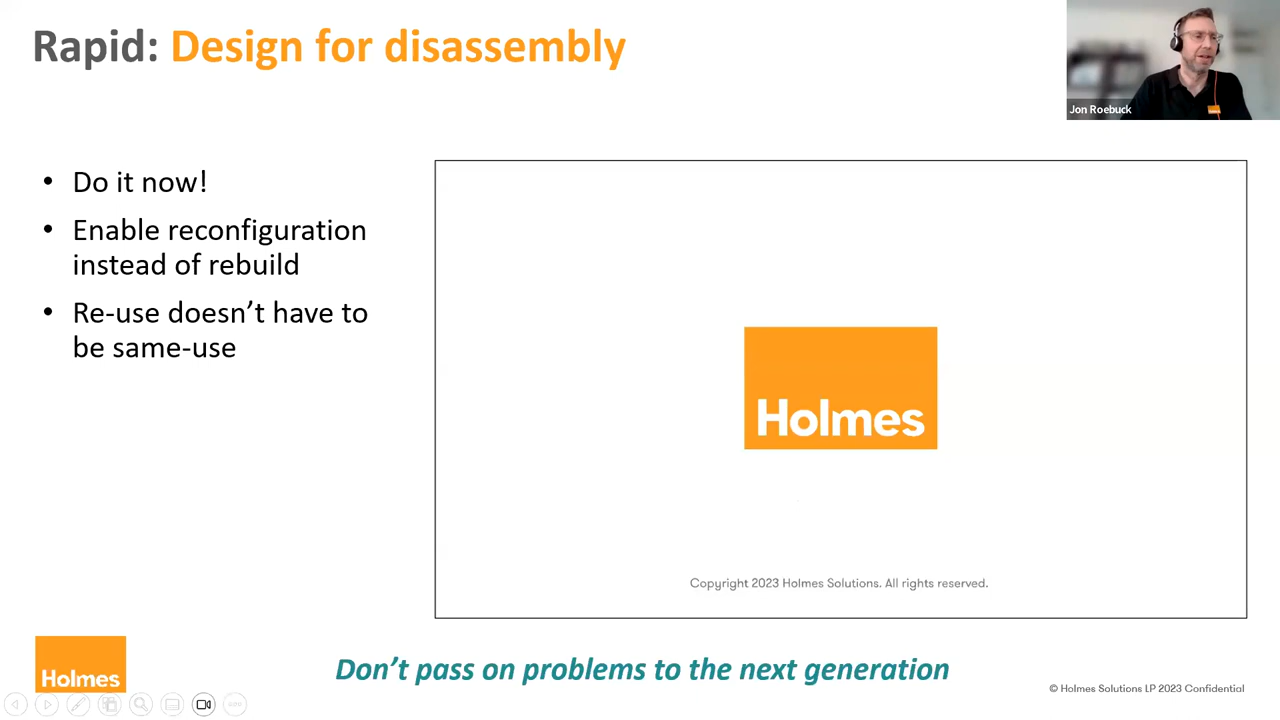 Rapid: Design for disassembly
Jon Roebuck
• Do it now!
• Enable reconfiguration
instead of rebuild
• Re-use doesn’t have to
be same-use
Holmes
Copyright 2023 Holmes Solutions. All rights reserved.
Holmes
Don’t pass on problems to the next generation
© Holmes Solutions LP 2023 Confidential